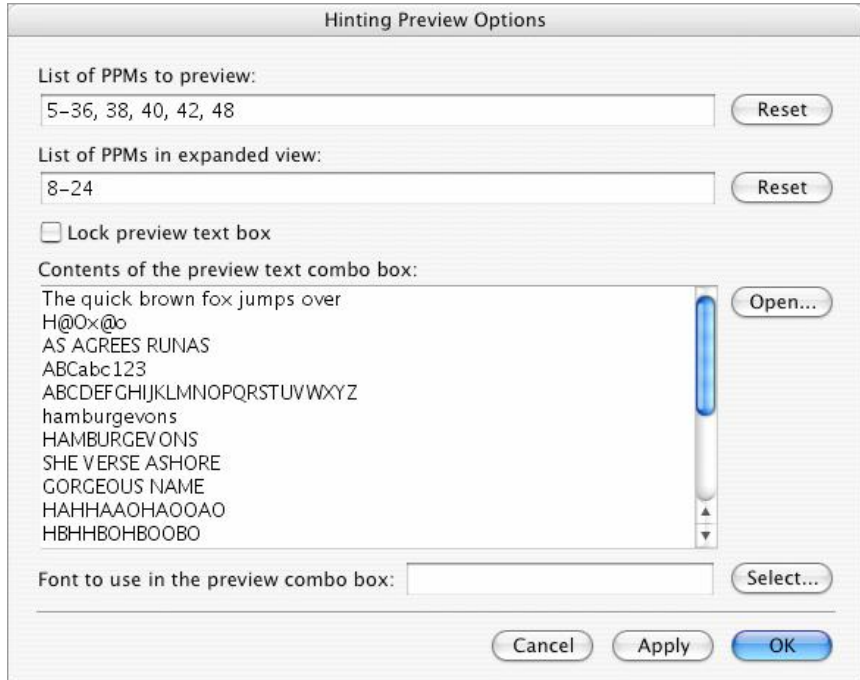 Hinting Preview Options
List of PPMs to preview:
5-36, 38, 40, 42, 48
Reset
List of PPMs in expanded view:
8-24
Reset
Lock preview text box
Contents of the preview text combo box:
The quick brown fox jumps over
Open...
H@Ox@o
AS AGREES RUNAS
ABCabc123
ABCDEFGHIJKLMNOPQRSTUVWXYZ
hamburgevons
HAMBURGEVONS
SHE VERSE ASHORE
GORGEOUS NAME
HAHHAAOHAOOAO
HBHHBOHBOOBO
Font to use in the preview combo box:
Select...
Cancel
Apply
OK